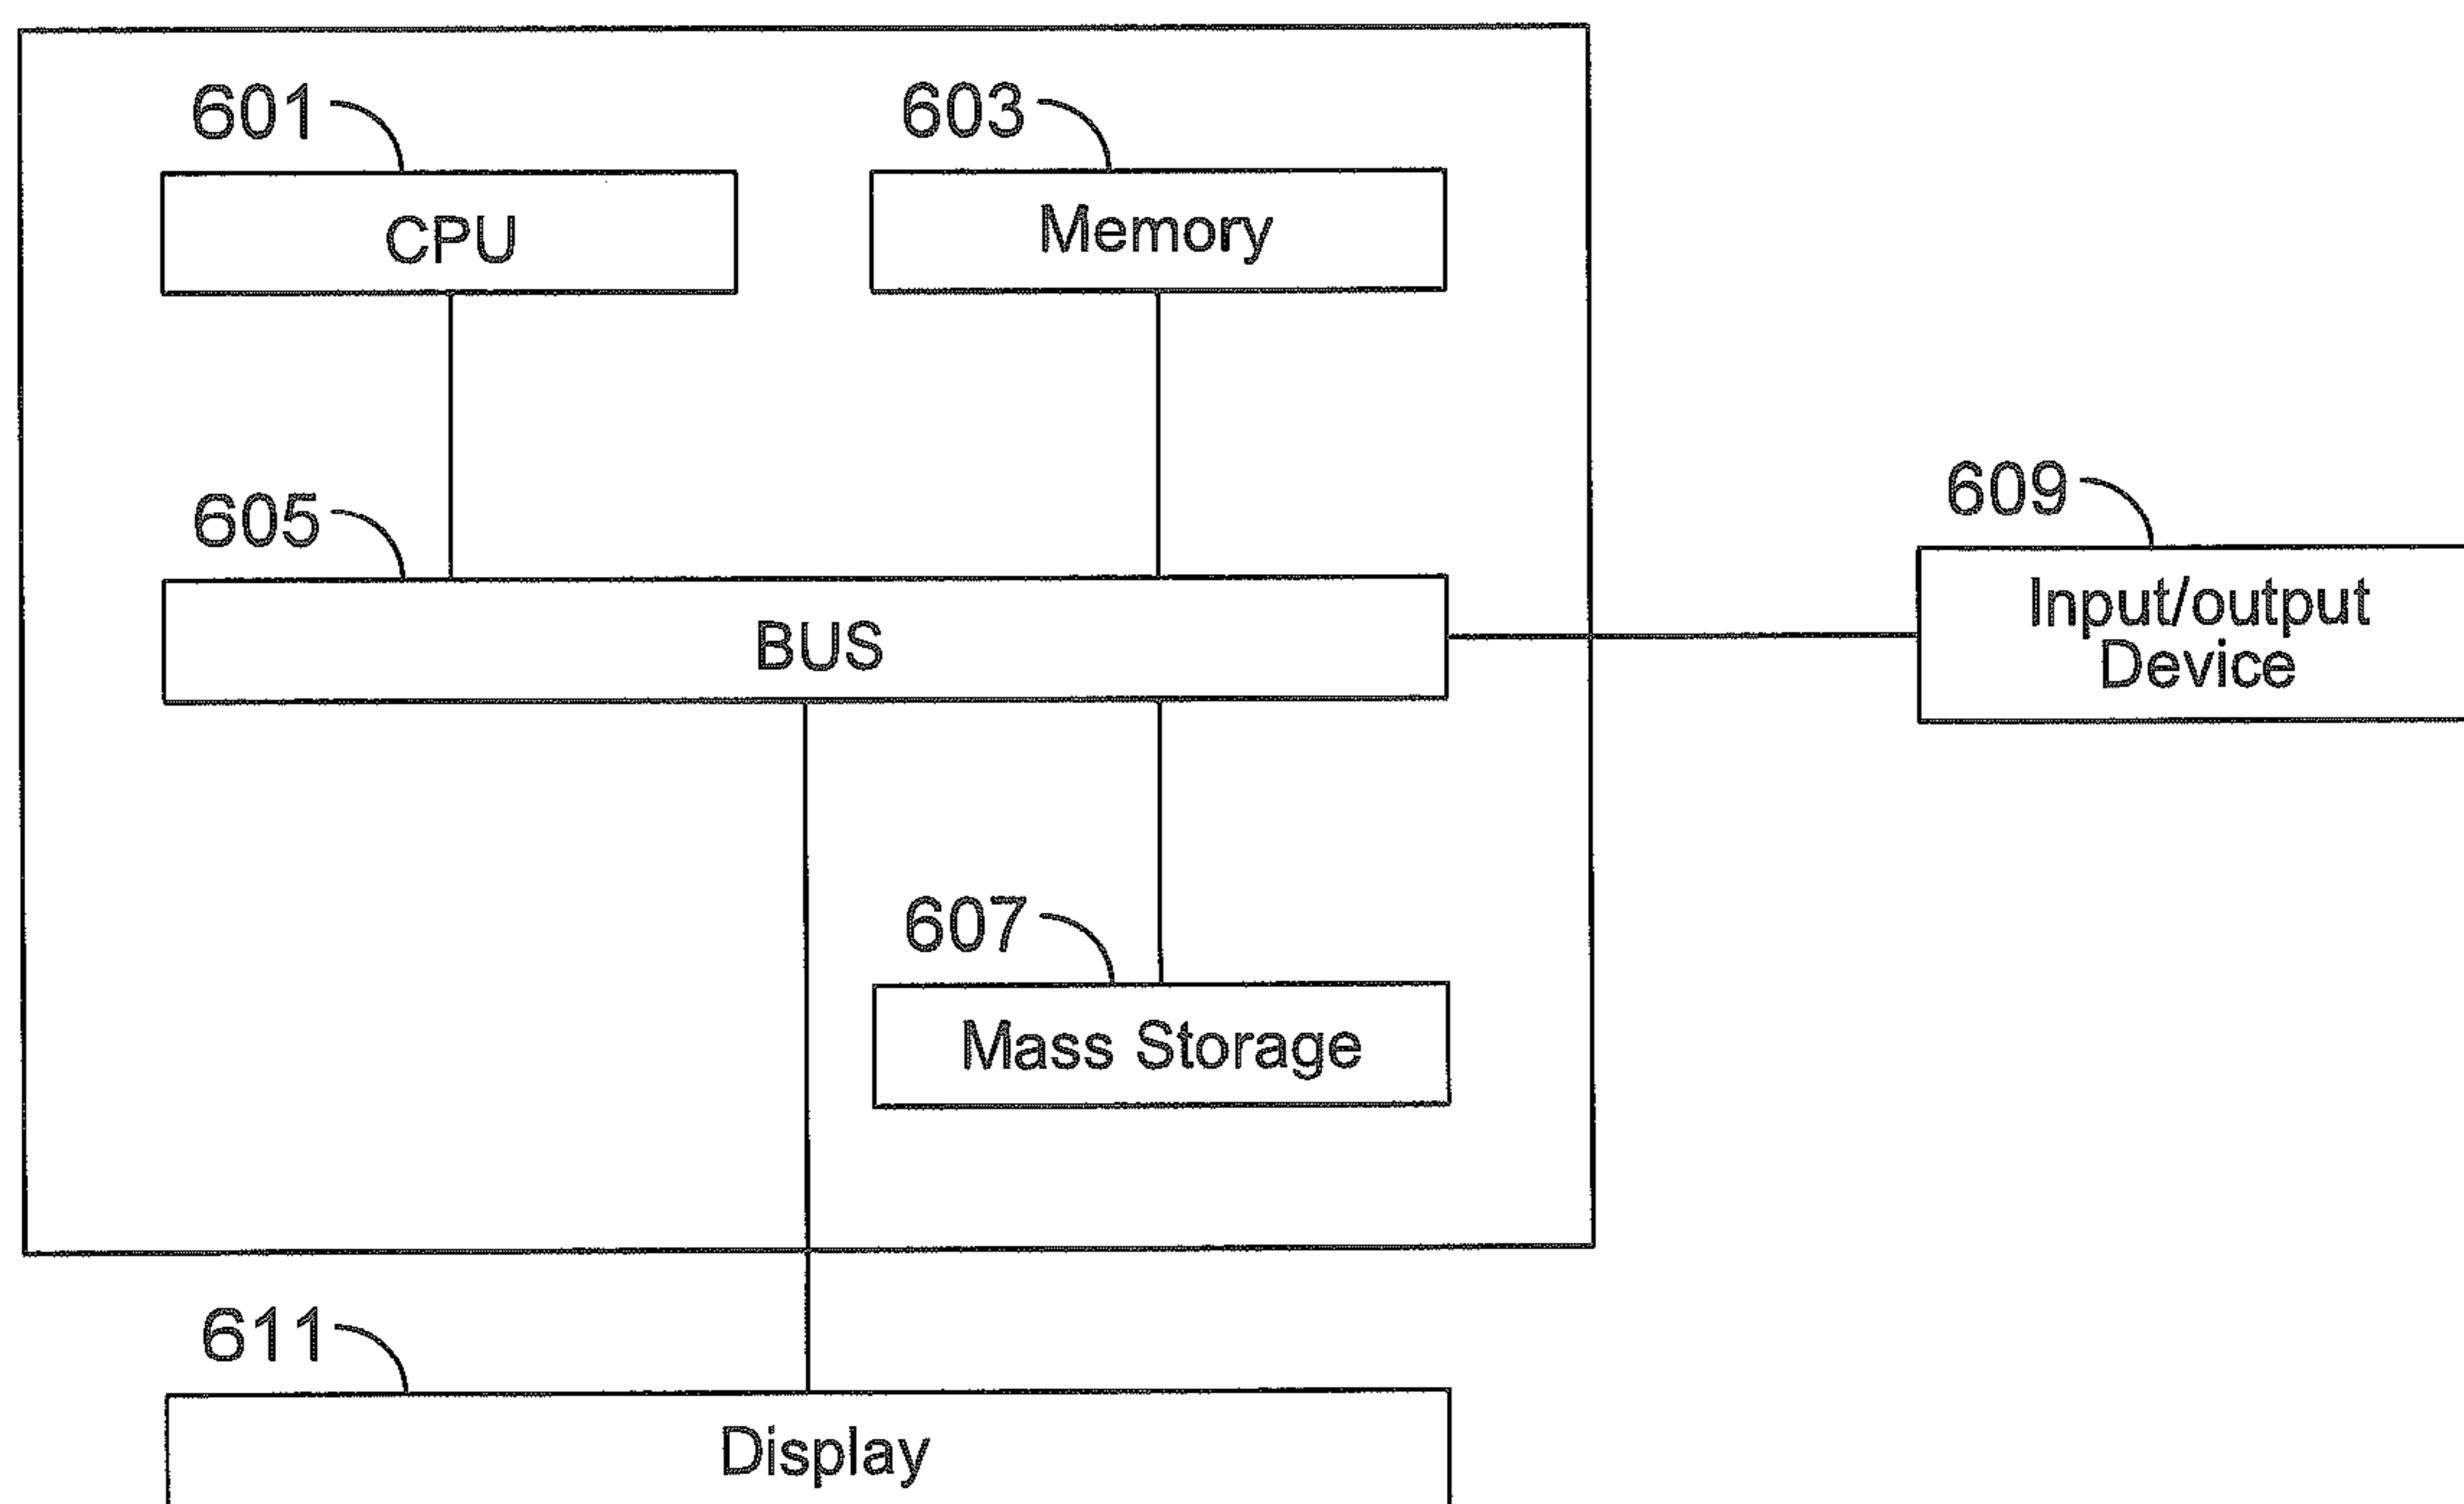 601
603
CPU
Memory
605
609
BUS
Input/output
Device
607
Mass Storage
611
Display